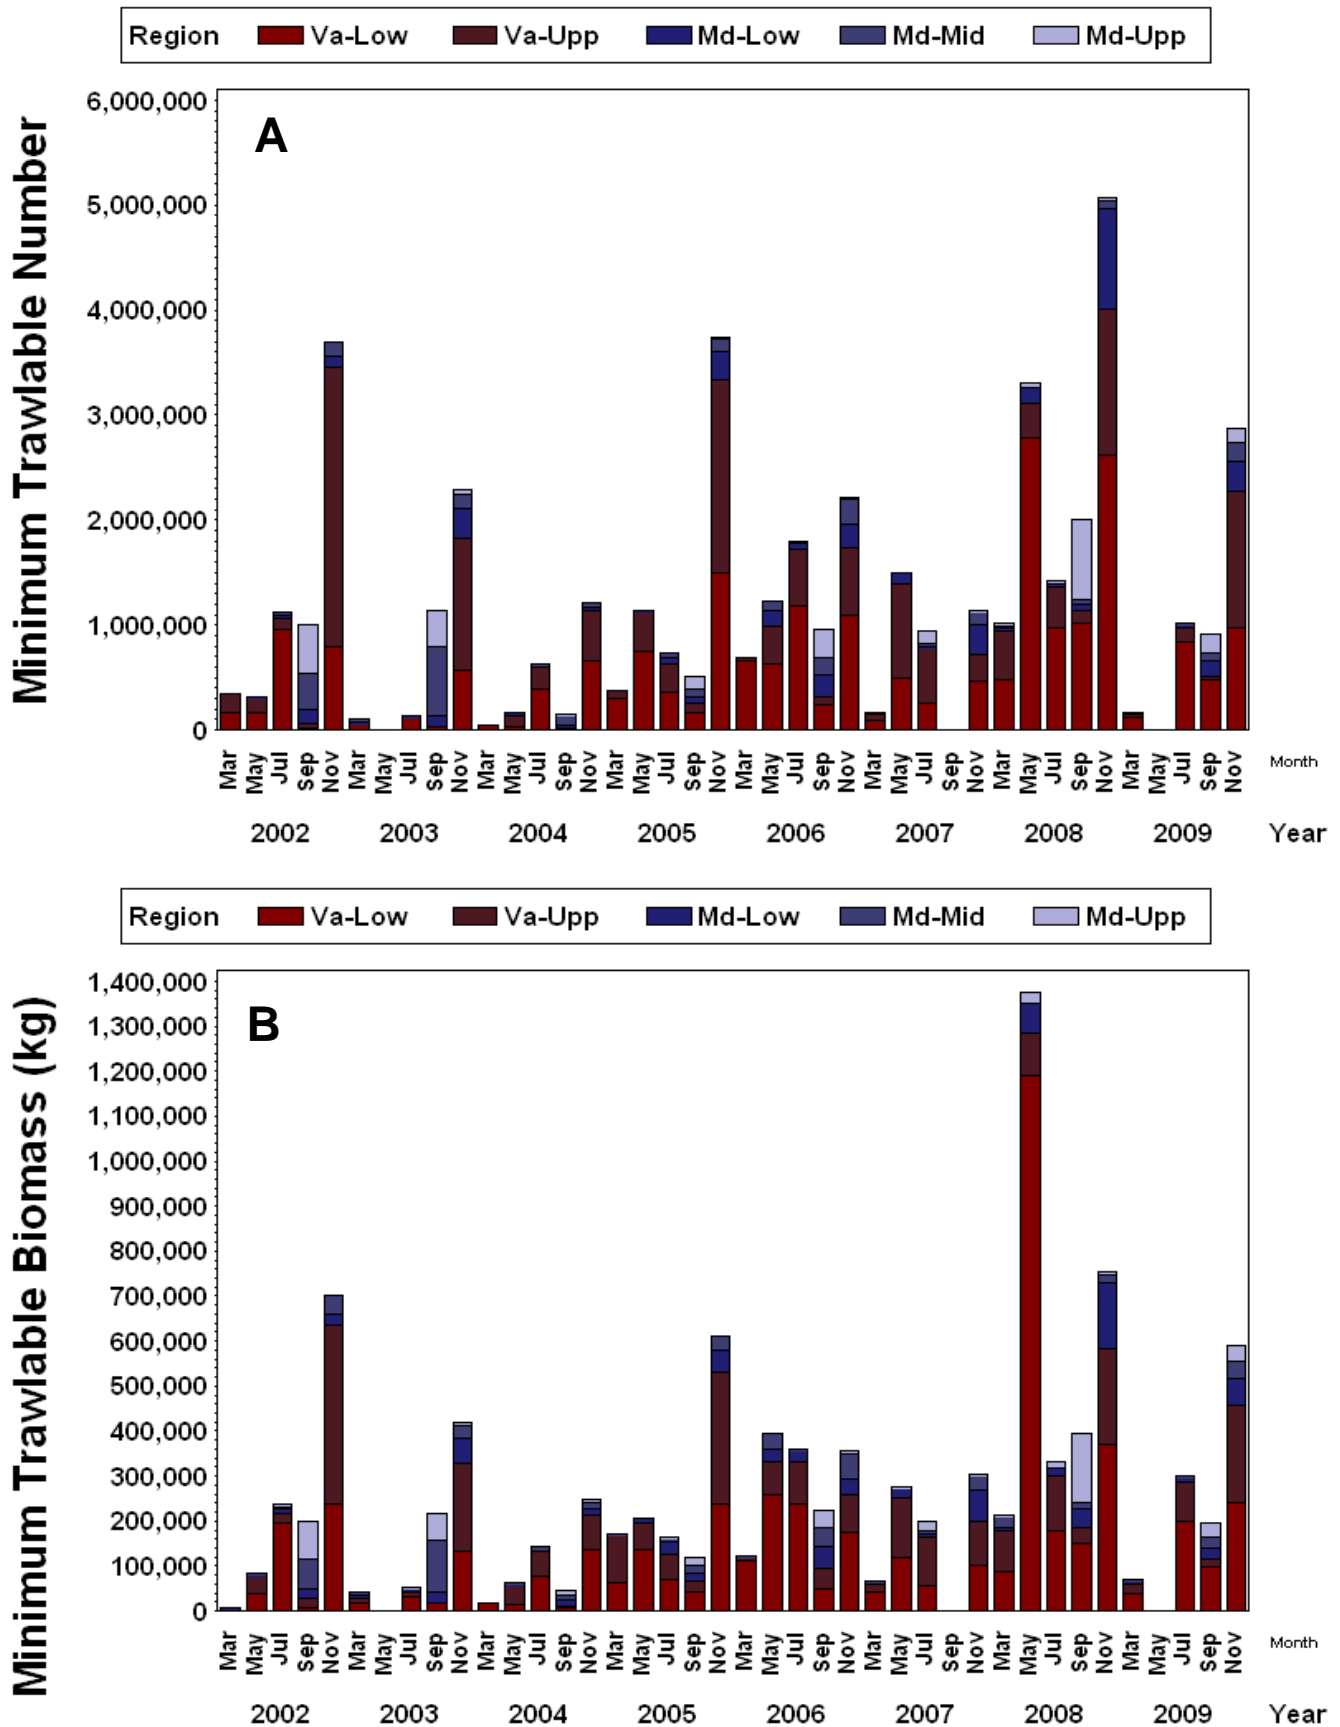 Region Va-Low Va-Upp Md-Low Md-Mid Md-Upp
Minimum Trawlable Number
A
6,000,000
5,000,000
4,000,000
3,000,000
2,000,000
1,000,000
0
Mar May Jul Sep Nov Mar May Jul Sep Nov Mar May Jul Sep Nov Mar May Jul Sep Nov Mar May Jul Sep Nov Mar May Jul Sep Nov Mar May Jul Sep Nov Mar May Jul Sep Nov Month
2002 2003 2004 2005 2006 2007 2008 2009 Year
Region Va-Low Va-Upp Md-Low Md-Mid Md-Upp
Minimum Trawlable Biomass (kg)
B
1,400,000
1,300,000
1,200,000
1,100,000
1,000,000
900,000
800,000
700,000
600,000
500,000
400,000
300,000
200,000
100,000
0
Mar May Jul Sep Nov Mar May Jul Sep Nov Mar May Jul Sep Nov Mar May Jul Sep Nov Mar May Jul Sep Nov Mar May Jul Sep Nov Mar May Jul Sep Nov Mar May Jul Sep Nov Month
2002 2003 2004 2005 2006 2007 2008 2009 Year